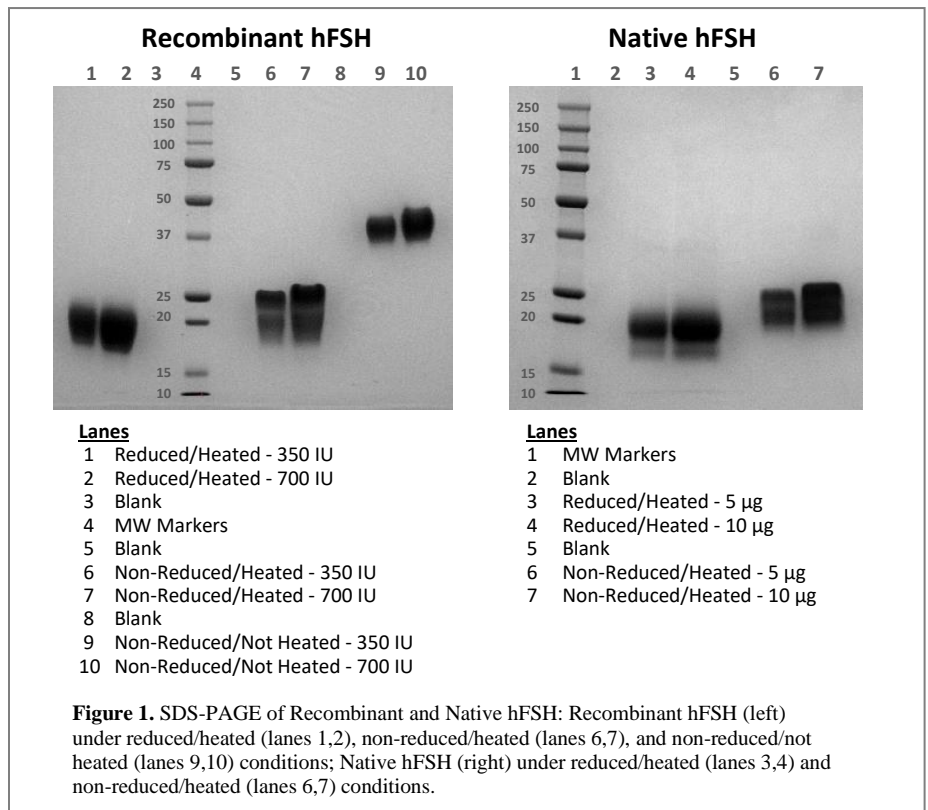 Recombinant hFSH
1 2 3 4 5 6 7 8 9 10
250
150
100
75
50
37
25
20
15
10
Lanes
1 Reduced/Heated - 350 IU
2 Reduced/Heated - 700 IU
3 Blank
4 MW Markers
5 Blank
6 Non-Reduced/Heated - 350 IU
7 Non-Reduced/Heated - 700 IU
8 Blank
9 Non-Reduced/Not Heated - 350 IU
10 Non-Reduced/Not Heated - 700 IU
Native hFSH
1 2 3 4 5 6 7
250
150
100
75
50
37
25
20
15
10
Lanes
1 MW Markers
2 Blank
3 Reduced/Heated - 5 µg
4 Reduced/Heated - 10 µg
5 Blank
6 Non-Reduced/Heated - 5 µg
7 Non-Reduced/Heated - 10 µg
Figure 1. SDS-PAGE of Recombinant and Native hFSH: Recombinant hFSH (left)
under reduced/heated (lanes 1,2), non-reduced/heated (lanes 6,7), and non-reduced/not
heated (lanes 9,10) conditions; Native hFSH (right) under reduced/heated (lanes 3,4) and
non-reduced/heated (lanes 6,7) conditions.